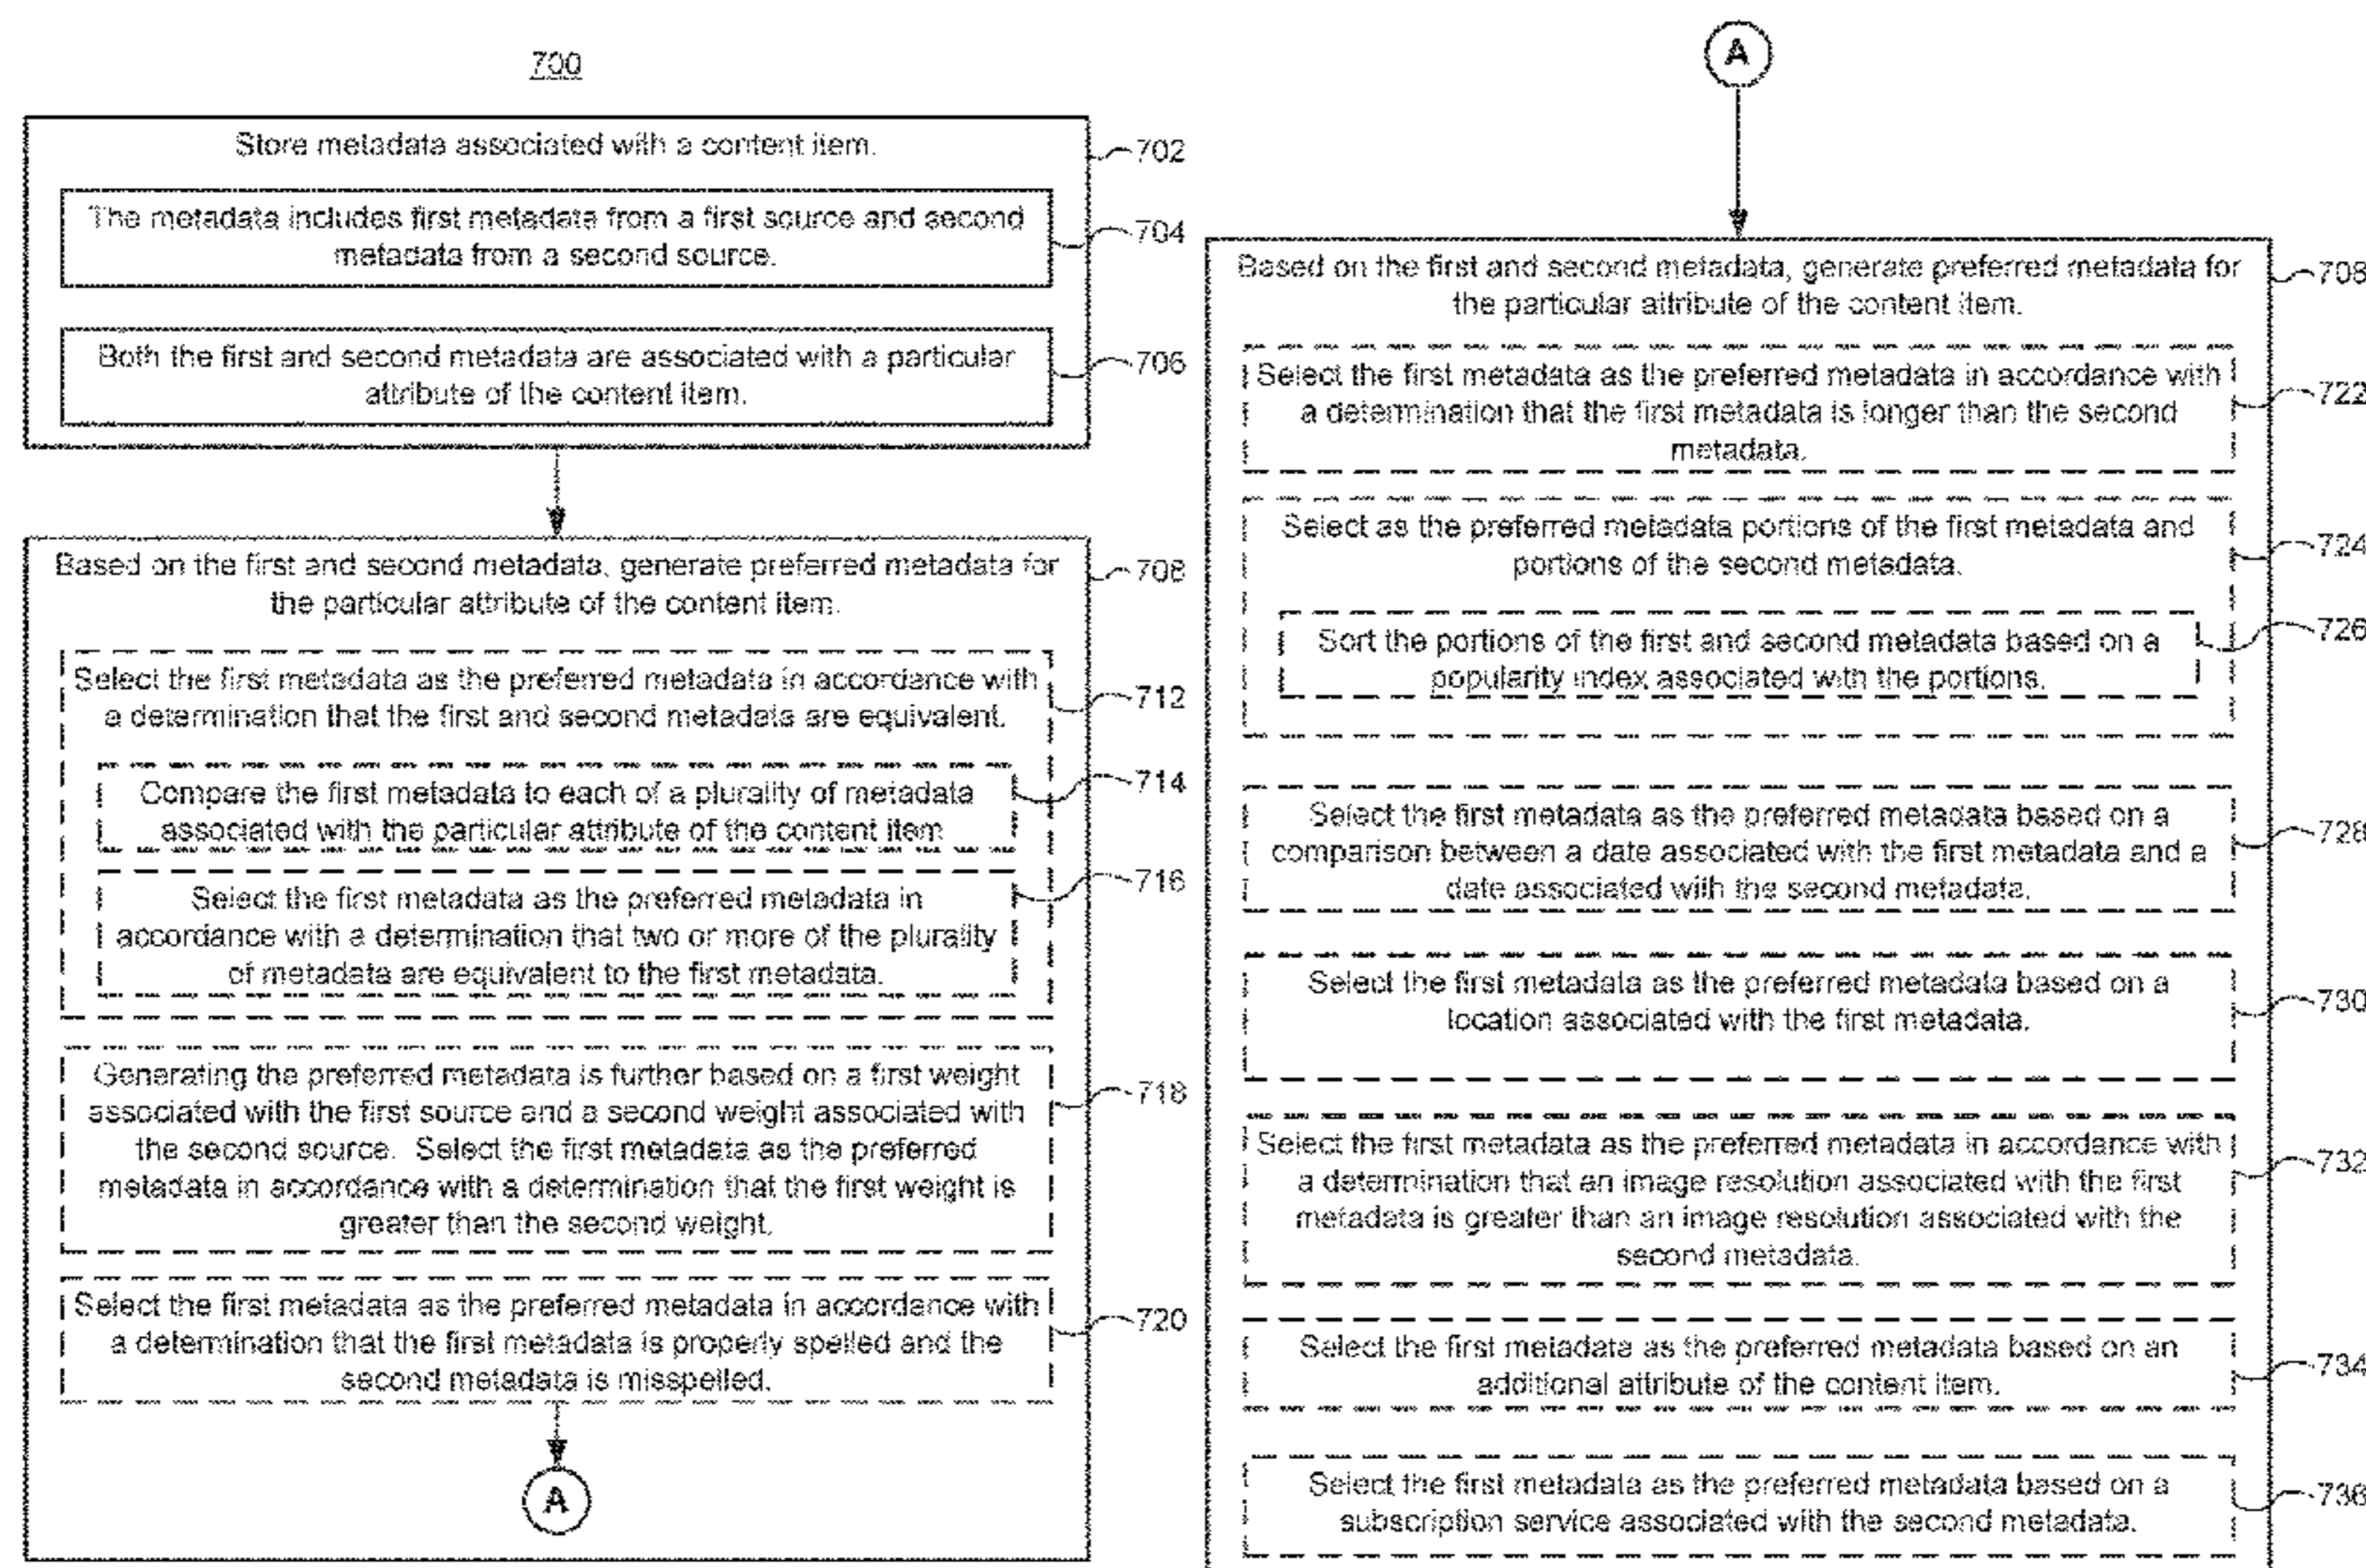 700
Store metadata associated with a content item.
702
The metadata includes first metadata from a first source and second
metadata from a second source.
704
Both the first and second metadata are associated with a particular
attribute of the content item.
706
Based on the first and second metadata, generate preferred metadata for
the particular attribute of the content item.
708
Select the first metadata as the preferred metadata in accordance with
a determination that the first and second metadata are equivalent.
712
Compare the first metadata to each of a plurality of metadata
associated with the particular attribute of the content item
714
Select the first metadata as the preferred metadata in
accordance with a determination that two or more of the plurality
of metadata are equivalent to the first metadata.
716
Generating the preferred metadata is further based on a first weight
associated with the first source and a second weight associated with
the second source. Select the first metadata as the preferred
metadata in accordance with a determination that the first weight is
greater than the second weight.
718
Select the first metadata as the preferred metadata in accordance with
a determination that the first metadata is properly spelled and the
second metadata is misspelled.
720
A
A
Based on the first and second metadata, generate preferred metadata for
the particular attribute of the content item.
708
Select the first metadata as the preferred metadata in accordance with
a determination that the first metadata is longer than the second
metadata.
722
Select as the preferred metadata portions of the first metadata and
portions of the second metadata.
724
Sort the portions of the first and second metadata based on a
popularity index associated with the portions.
726
Select the first metadata as the preferred metadata based on a
comparison between a date associated with the first metadata and a
date associated with the second metadata.
728
Select the first metadata as the preferred metadata based on a
location associated with the first metadata.
730
Select the first metadata as the preferred metadata in accordance with
a determination that an image resolution associated with the first
metadata is greater than an image resolution associated with the
second metadata.
732
Select the first metadata as the preferred metadata based on an
additional attribute of the content item.
734
Select the first metadata as the preferred metadata based on a
subscription service associated with the second metadata.
736